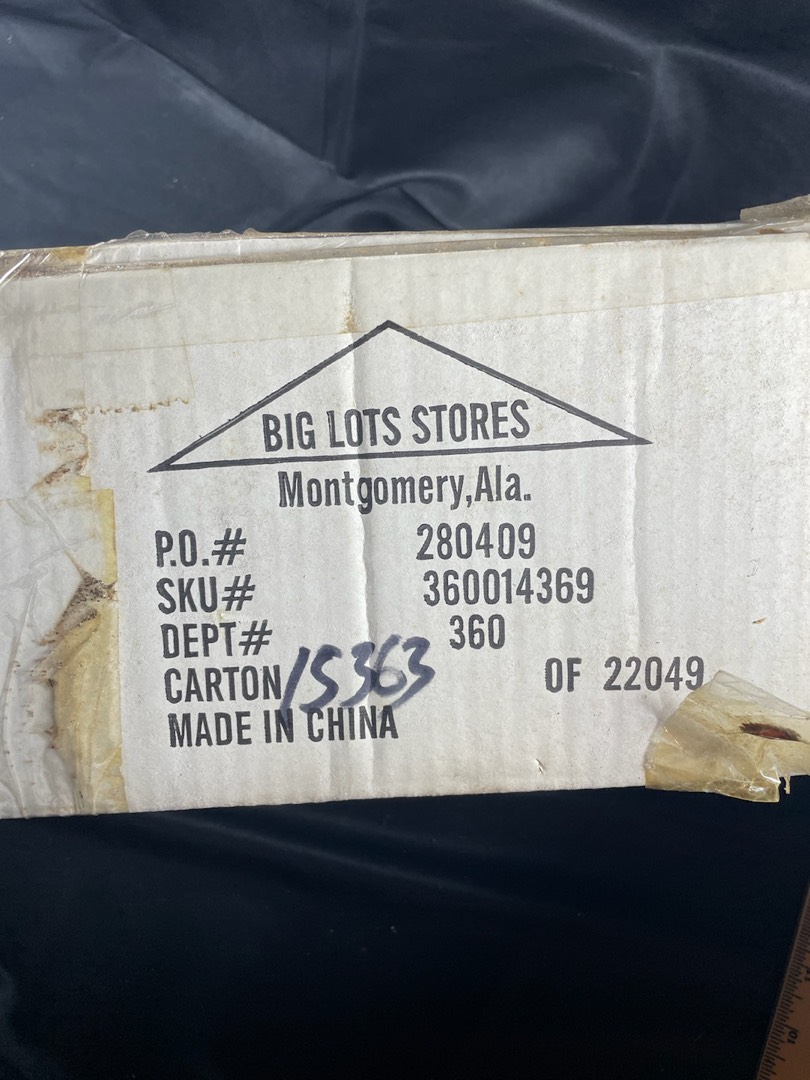 BIG LOTS STORES
Montgomery,Ala.
P.O.# 280409
SKU# 360014369
DEPT# 360
CARTON 15363 OF 22049
MADE IN CHINA